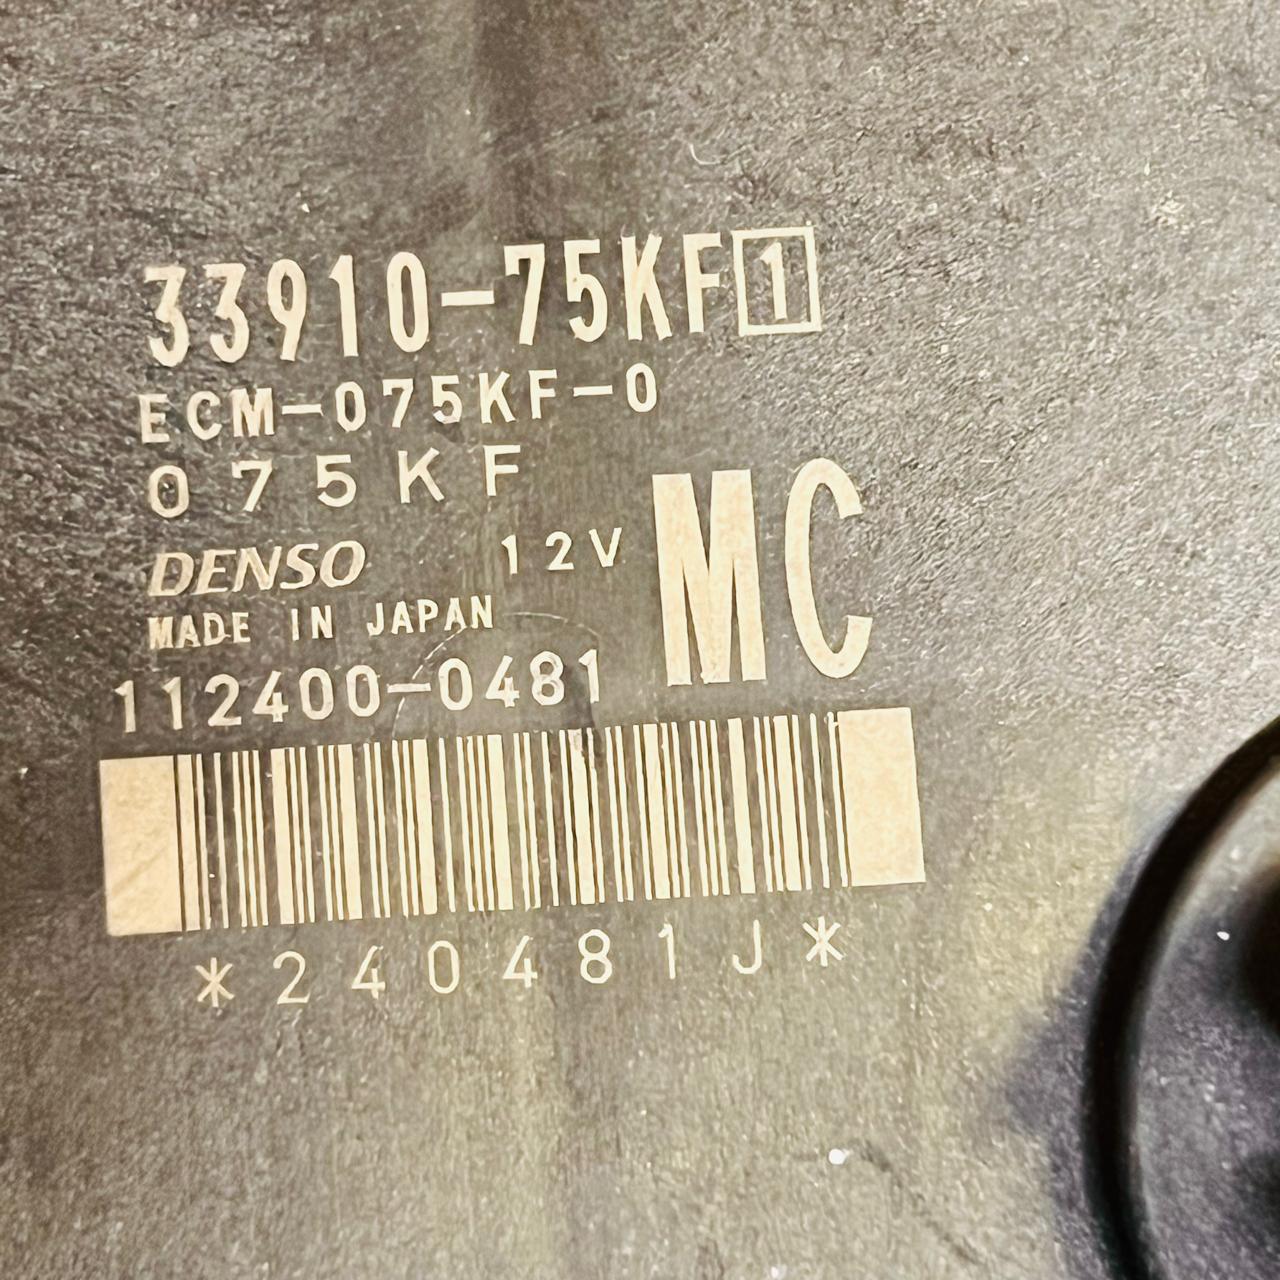 33910-75KF1
ECM-075KF-0
075KF
DENSO 12V MC
MADE IN JAPAN
112400-0481
*240481J*